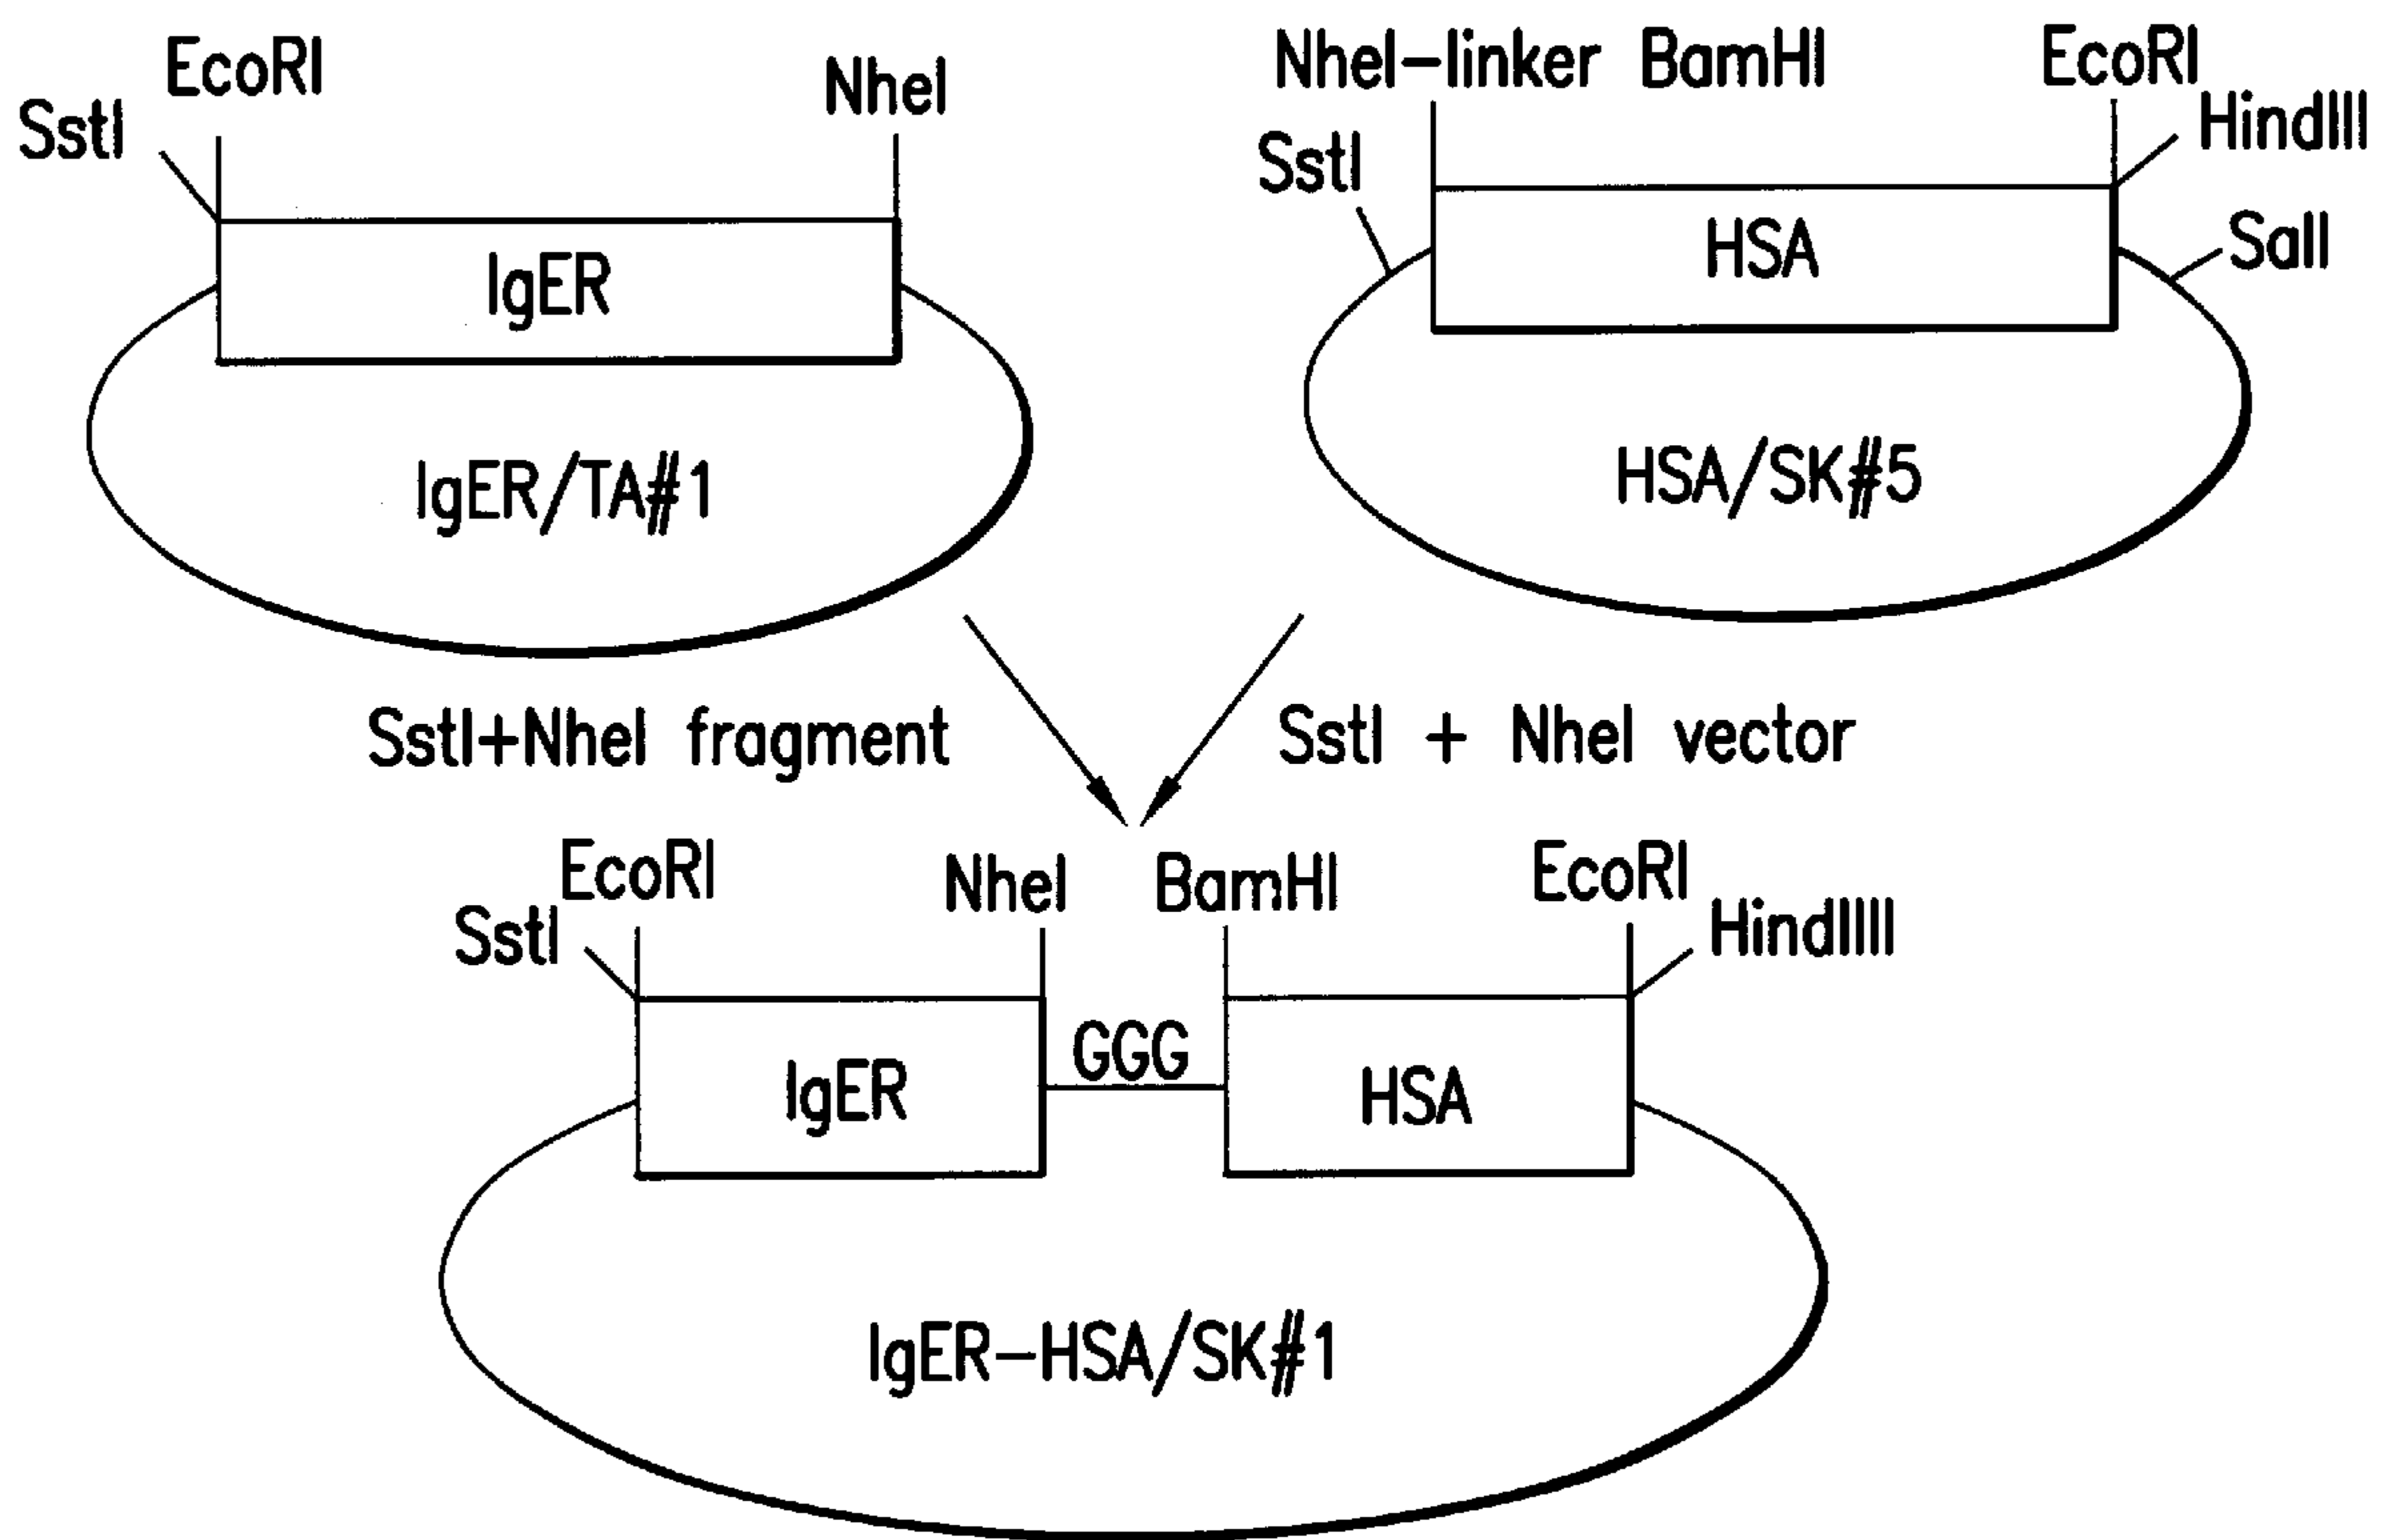 EcoRI
SstI
NheI
IgER
IgER/TA#1
NheI-linker BamHI
EcoRI
HindIII
SstI
SalI
HSA
HSA/SK#5
SstI+NheI fragment
SstI + NheI vector
EcoRI
SstI
NheI
BamHI
EcoRI
HindIIII
IgER
GGG
HSA
IgER-HSA/SK#1